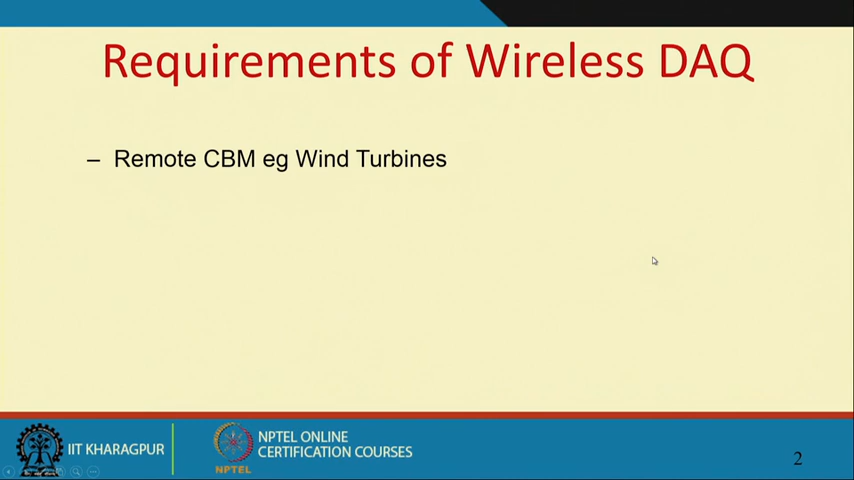 Requirements of Wireless DAQ
– Remote CBM eg Wind Turbines
IIT KHARAGPUR
NPTEL
NPTEL ONLINE
CERTIFICATION COURSES
2